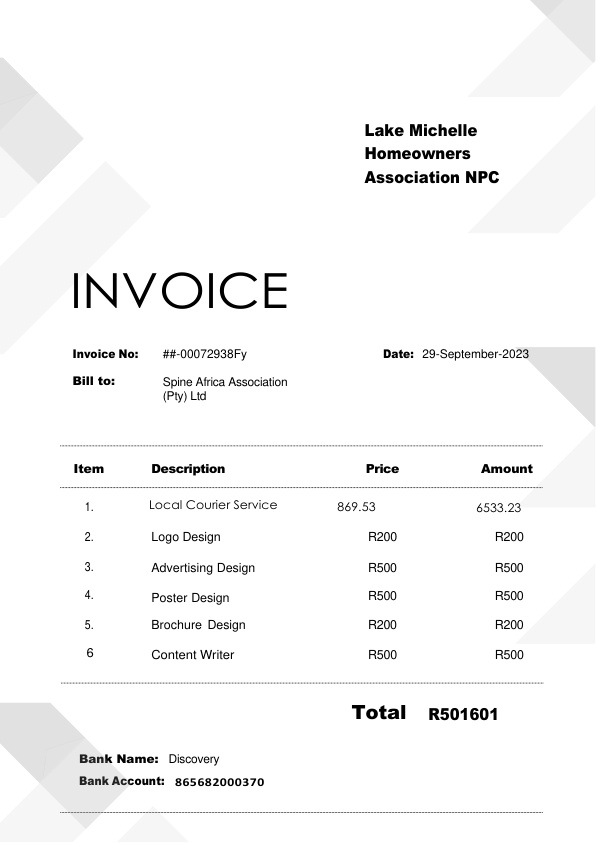 Lake Michelle
Homeowners
Association NPC
INVOICE
Invoice No: ##-00072938Fy Date: 29-September-2023
Bill to: Spine Africa Association
(Pty) Ltd
Item Description Price Amount
1. Local Courier Service 869.53 6533.23
2. Logo Design R200 R200
3. Advertising Design R500 R500
4. Poster Design R500 R500
5. Brochure Design R200 R200
6 Content Writer R500 R500
Total R501601
Bank Name: Discovery
Bank Account: 865682000370